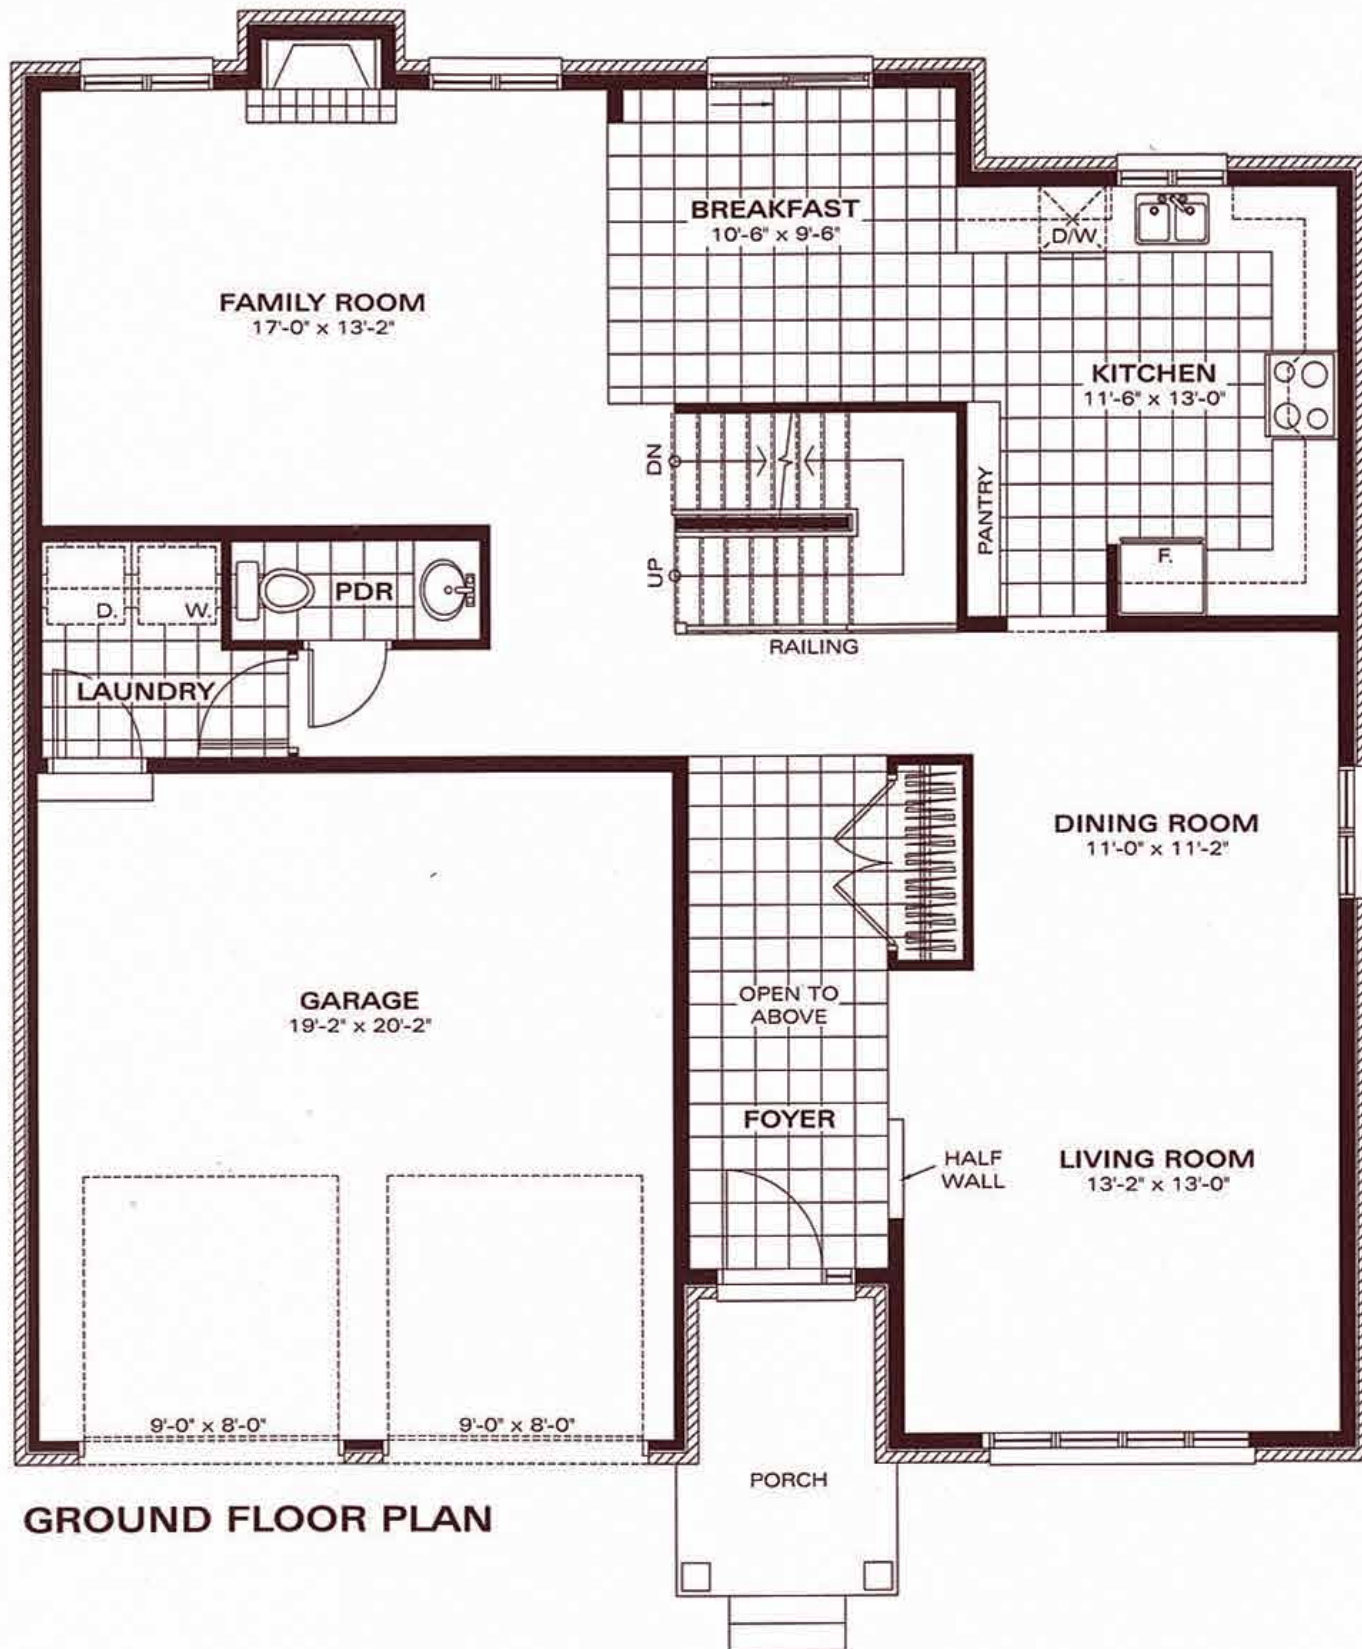 BREAKFAST
10'-6" x 9'-6"
D/W
FAMILY ROOM
17'-0" x 13'-2"
KITCHEN
11'-6" x 13'-0"
DN
UP
PANTRY
F.
D.
W.
PDR
RAILING
LAUNDRY
DINING ROOM
11'-0" x 11'-2"
GARAGE
19'-2" x 20'-2"
OPEN TO
ABOVE
FOYER
HALF
WALL
LIVING ROOM
13'-2" x 13'-0"
9'-0" x 8'-0"
9'-0" x 8'-0"
PORCH
GROUND FLOOR PLAN